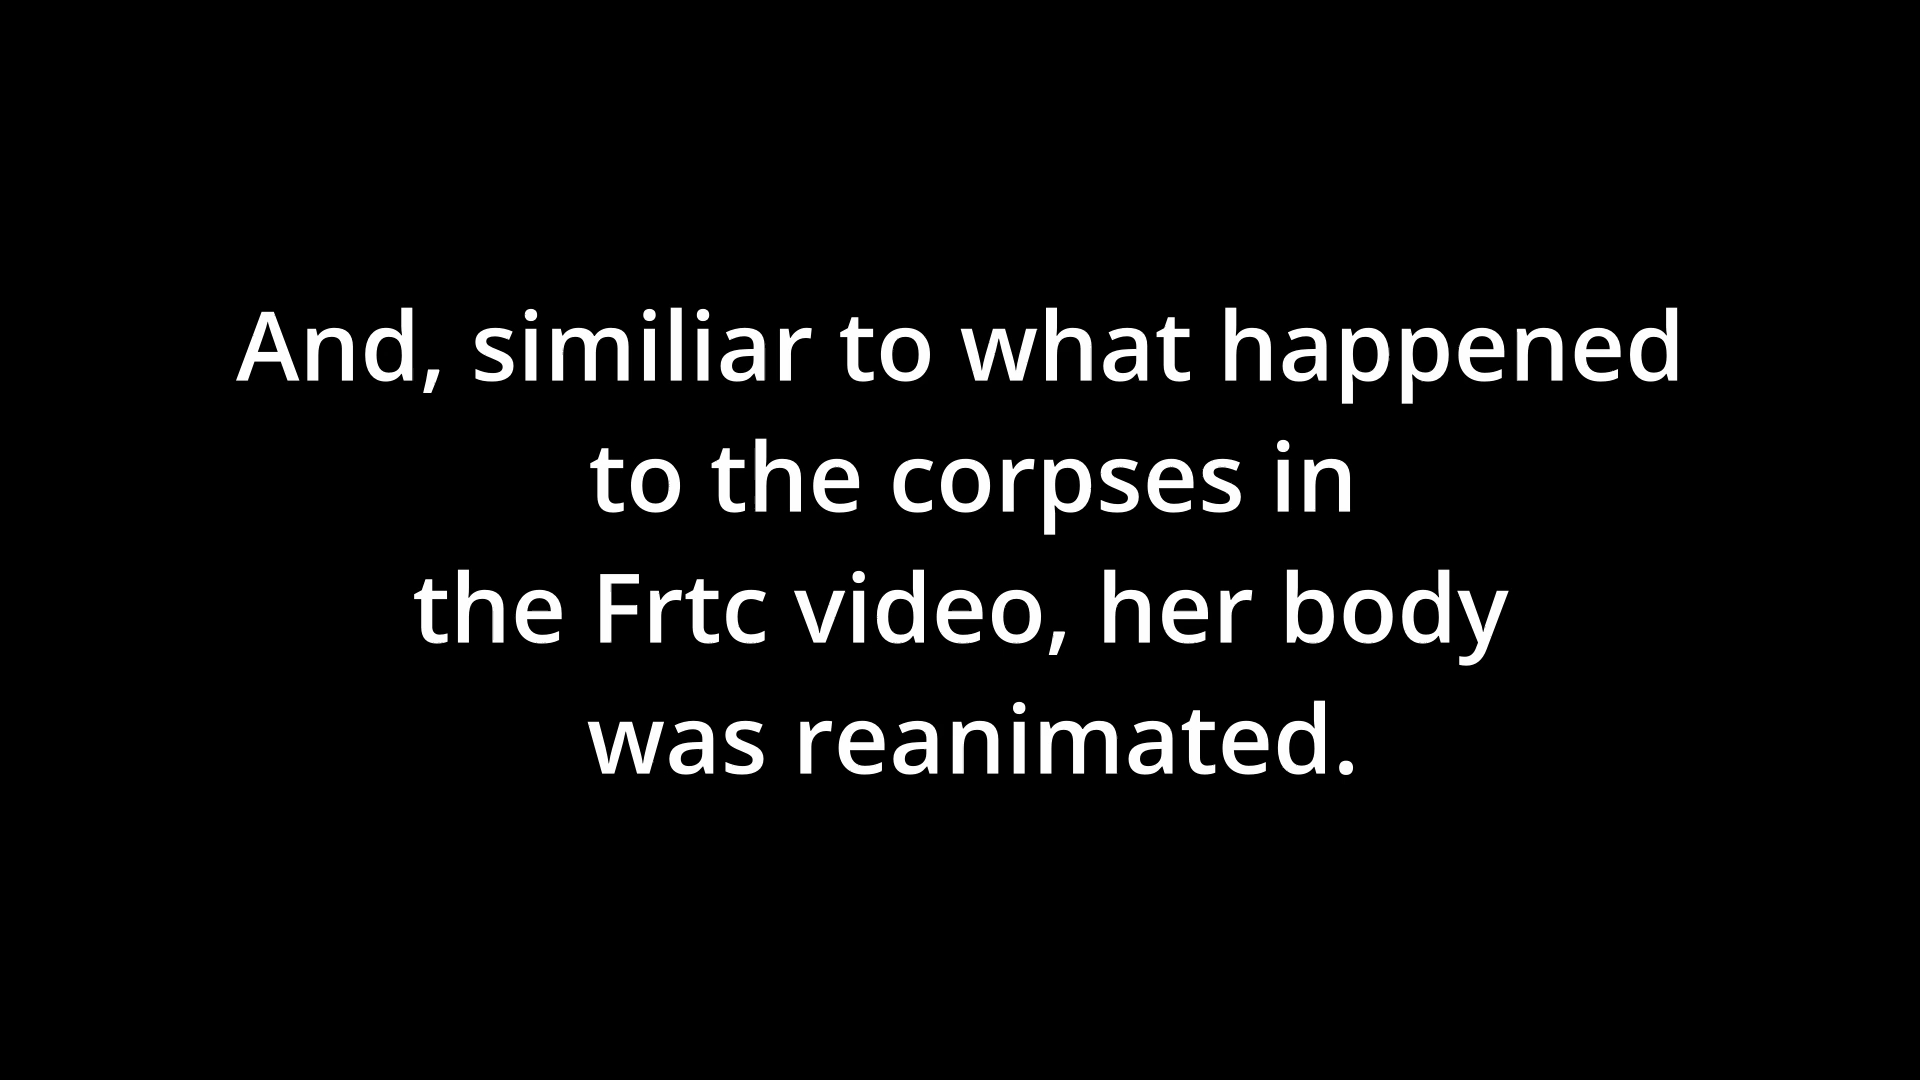 And, similiar to what happened
to the corpses in
the Frtc video, her body
was reanimated.